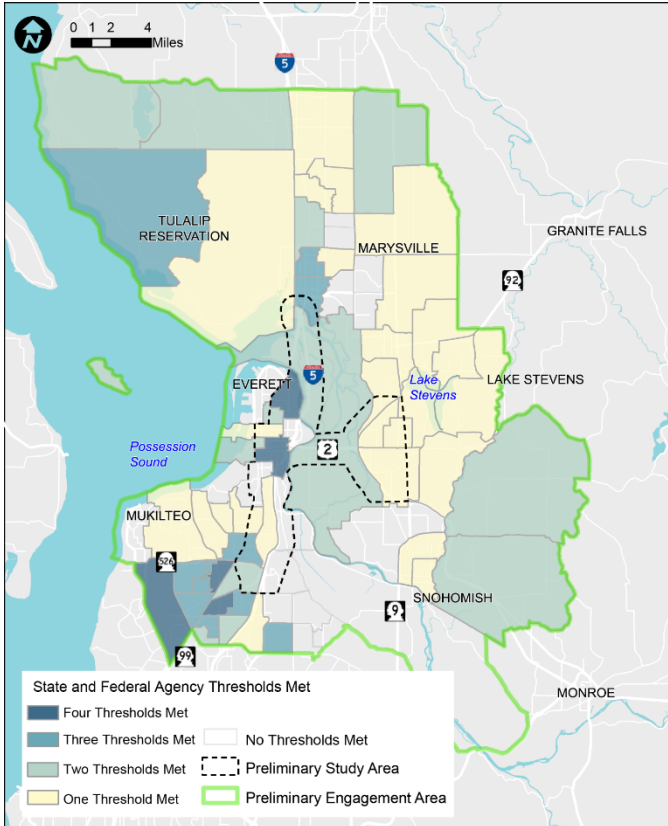 N
0 1 2 4
Miles
5
TULALIP
RESERVATION
MARYSVILLE
GRANITE FALLS
92
EVERETT
5
Lake
Stevens
LAKE STEVENS
Possession
Sound
2
MUKILTEO
526
SNOHOMISH
9
99
MONROE
State and Federal Agency Thresholds Met
Four Thresholds Met
Three Thresholds Met
Two Thresholds Met
One Threshold Met
No Thresholds Met
Preliminary Study Area
Preliminary Engagement Area